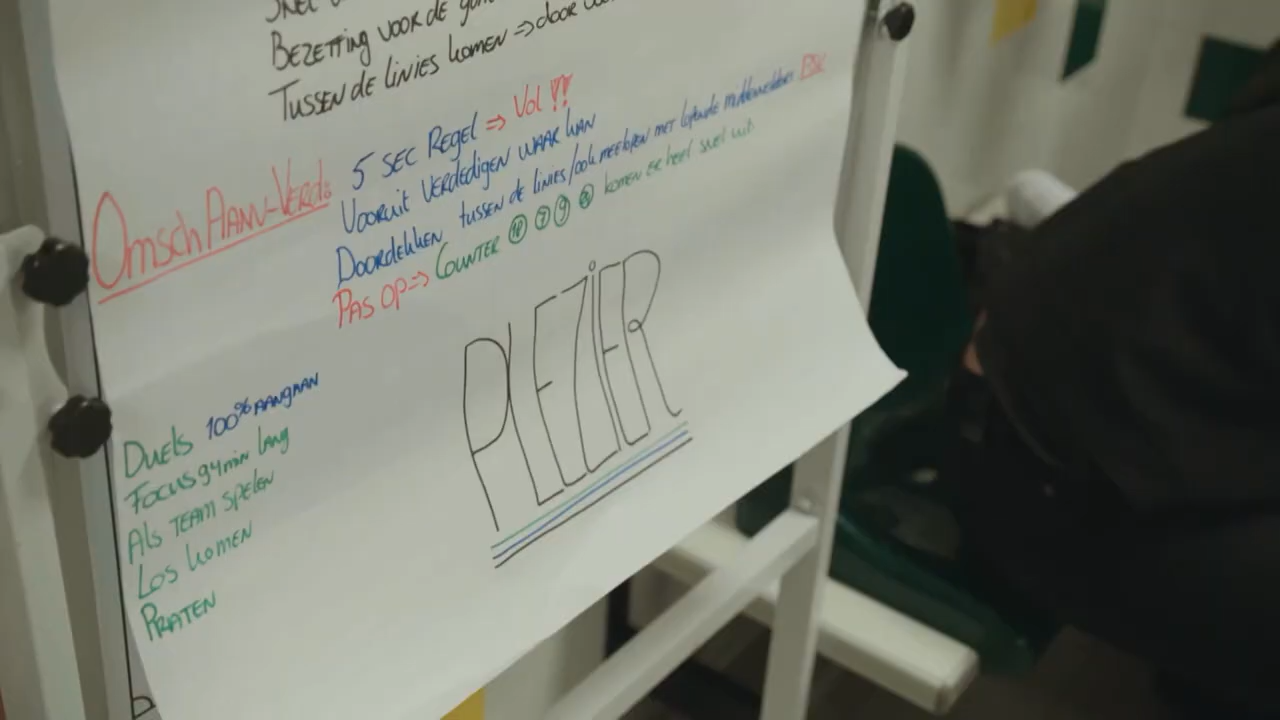 Bezetting voor de
Tussen de linies komen => door
Omsch Aanv-Verd:
5 sec Regel => Vol !!
Vooruit verdedigen waar kan
Doordekken tussen de linies/ook meelopen met lopende middenvelders
Pas op => Counter 10 7 9 komen er heel snel uit
PLEZiER
Duels 100% aangaan
Focus 94 min lang
Als team spelen
Los komen
Praten